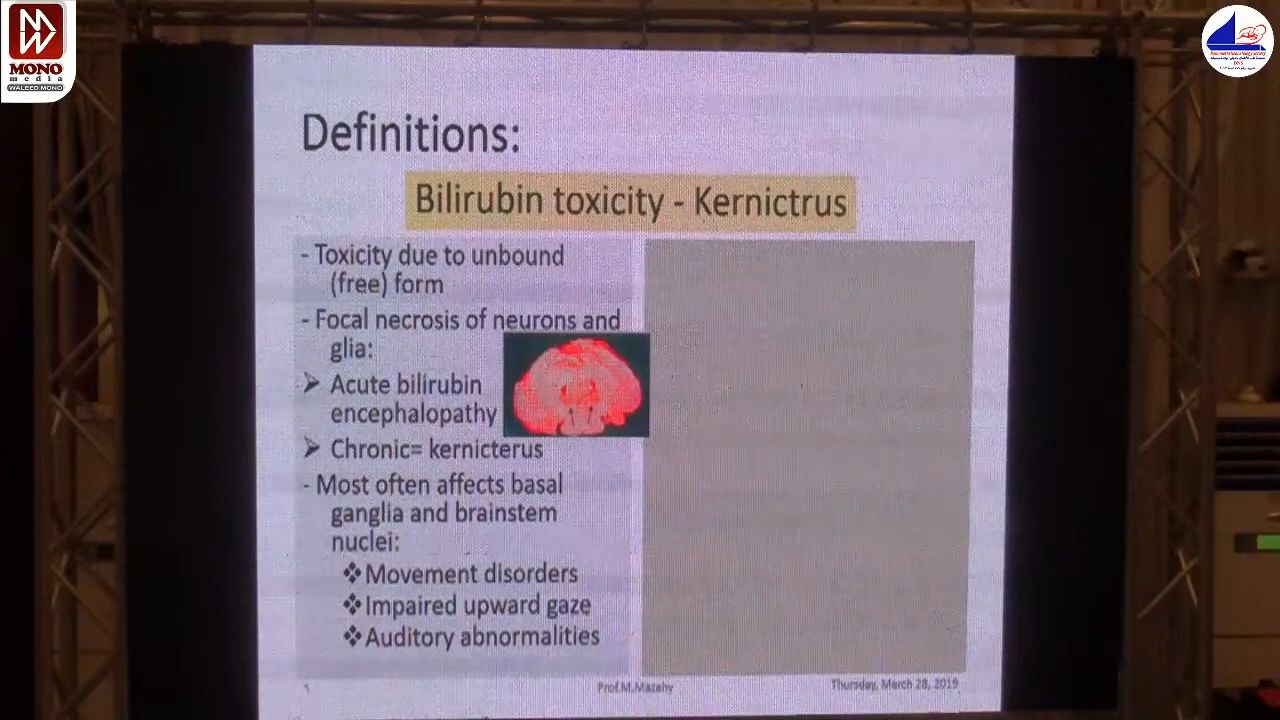 MONO
media
WALEED MONO
DNS
Definitions:
Bilirubin toxicity - Kernictrus
- Toxicity due to unbound
(free) form
- Focal necrosis of neurons and
glia:
➤ Acute bilirubin
encephalopathy
➤ Chronic= kernicterus
- Most often affects basal
ganglia and brainstem
nuclei:
❖ Movement disorders
❖ Impaired upward gaze
❖ Auditory abnormalities
Prof.M.Mazahy
Thursday, March 28, 2019